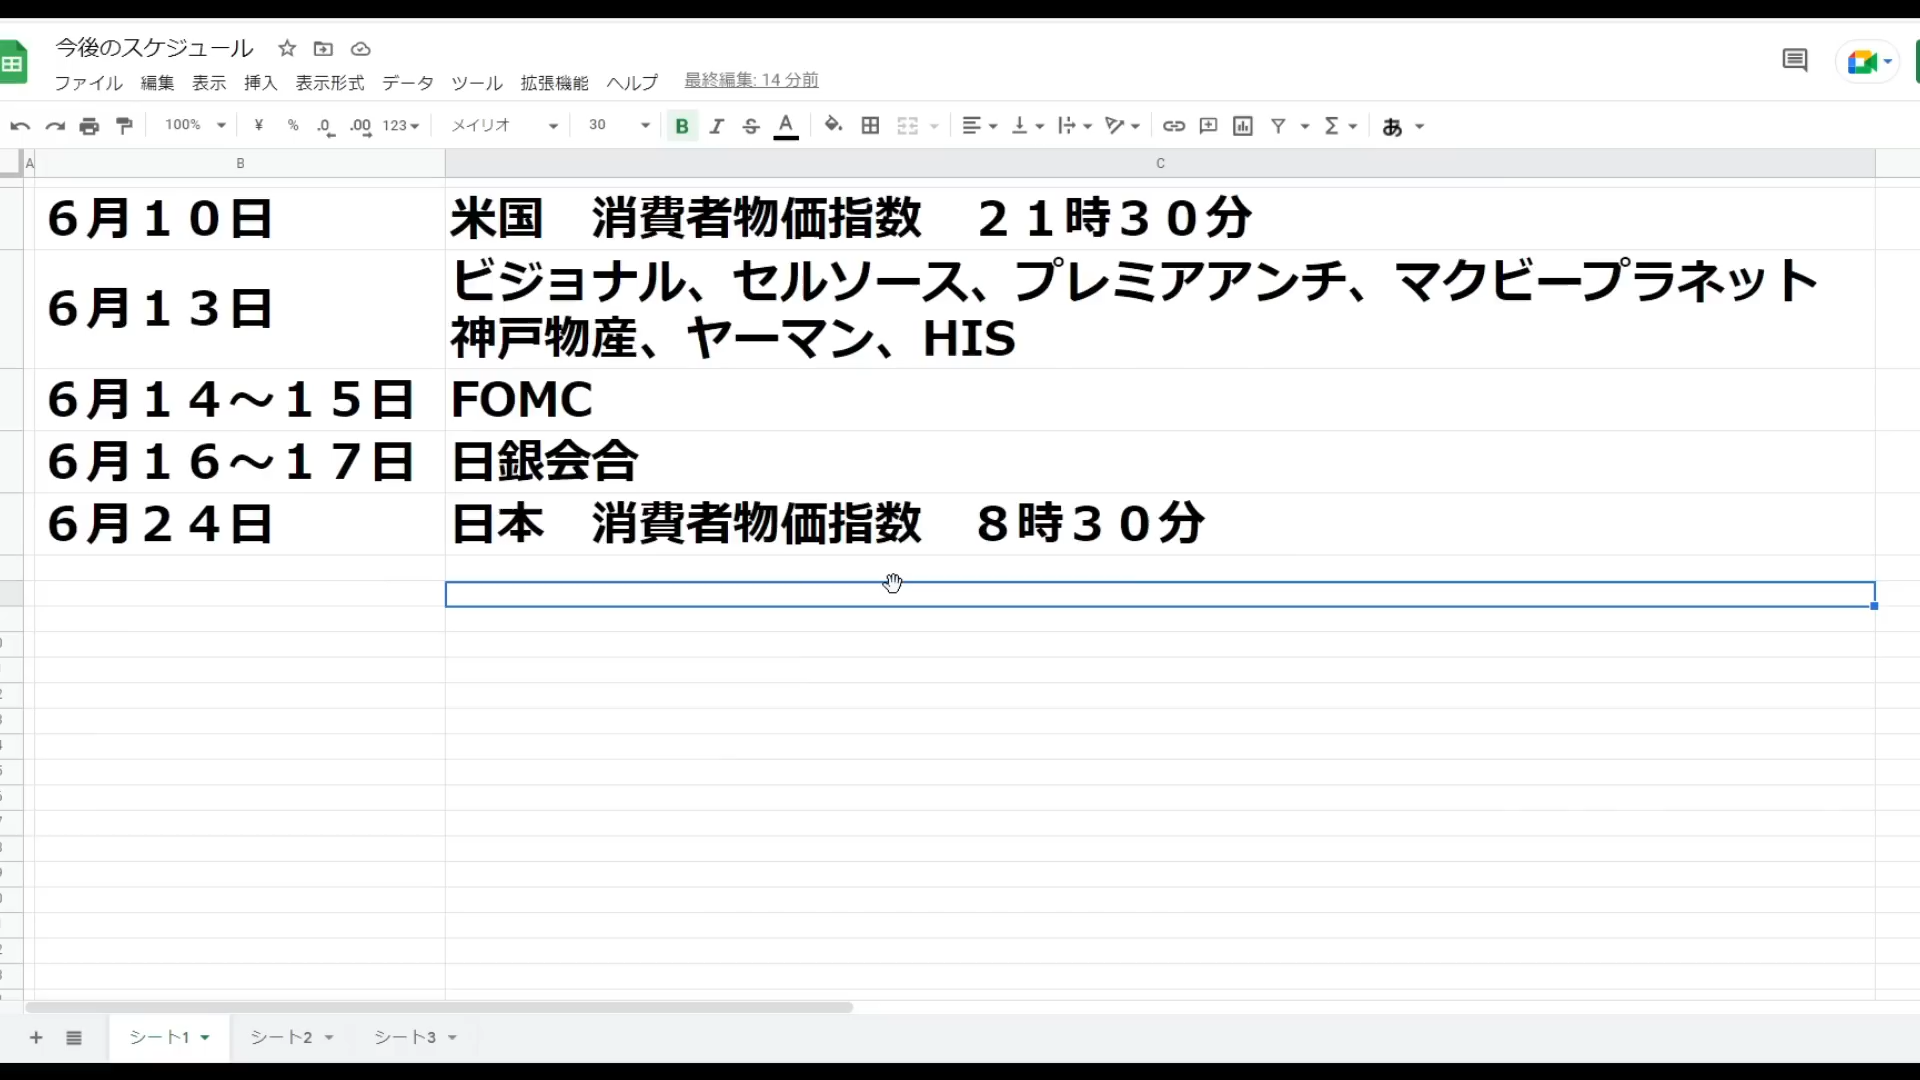 今後のスケジュール
ファイル 編集 表示 挿入 表示形式 データ ツール 拡張機能 ヘルプ 最終編集: 14 分前
100% ¥ % .0 .00 123 メイリオ 30 B I S A Σ あ
A B C
６月１０日 米国　消費者物価指数　２１時３０分
６月１３日 ビジョナル、セルソース、プレミアアンチ、マクビープラネット
神戸物産、ヤーマン、HIS
６月１４～１５日 FOMC
６月１６～１７日 日銀会合
６月２４日 日本　消費者物価指数　８時３０分
シート1 シート2 シート3